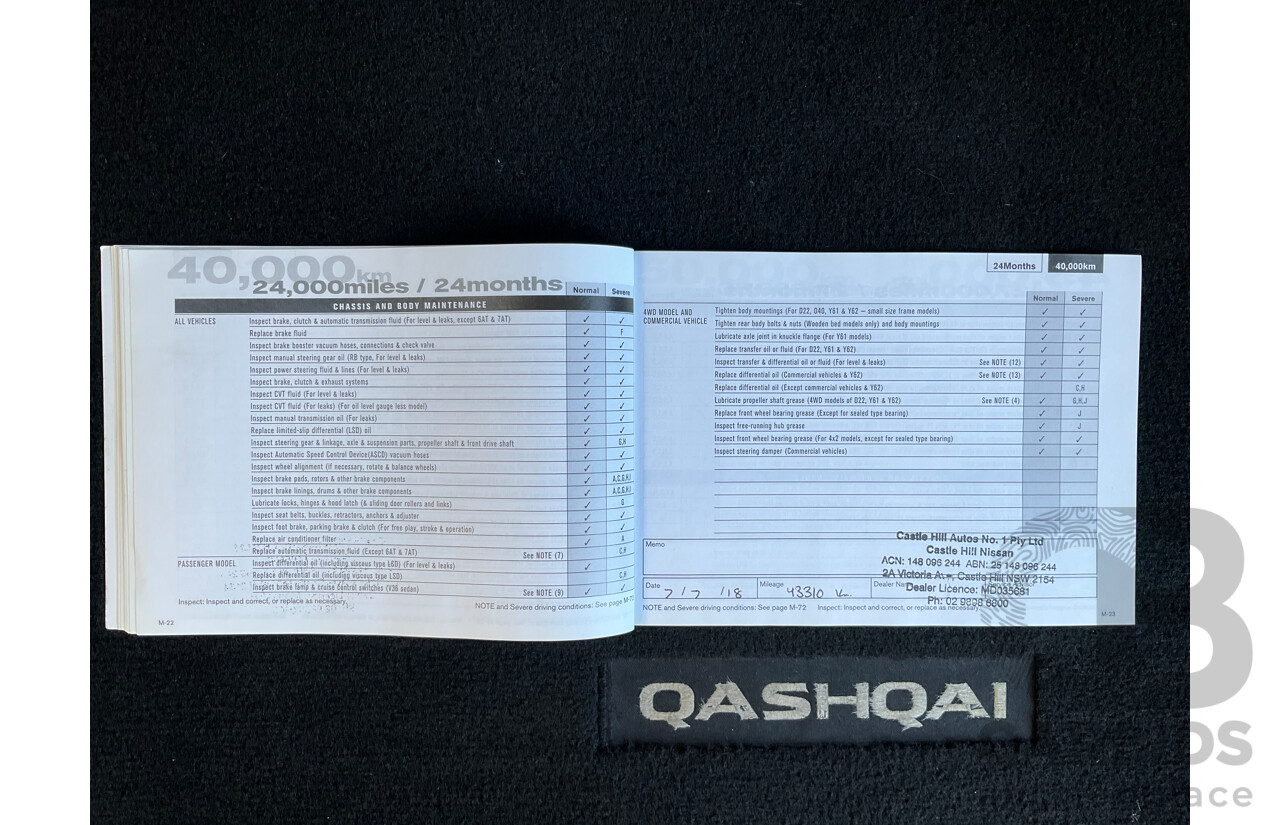 40,000km
24,000miles / 24months
Normal Severe
CHASSIS AND BODY MAINTENANCE
ALL VEHICLES Inspect brake, clutch & automatic transmission fluid (For level & leaks, except 6AT & 7AT) ✓ ✓
Replace brake fluid ✓ F
Inspect brake booster vacuum hoses, connections & check valve ✓ ✓
Inspect manual steering gear oil (RB type, For level & leaks) ✓ ✓
Inspect power steering fluid & lines (For level & leaks) ✓ ✓
Inspect brake, clutch & exhaust systems ✓ ✓
Inspect CVT fluid (For level & leaks) ✓ ✓
Inspect CVT fluid (For leaks) (For oil level gauge less model) ✓ ✓
Inspect manual transmission oil (For leaks) ✓ ✓
Replace limited-slip differential (LSD) oil ✓ ✓
Inspect steering gear & linkage, axle & suspension parts, propeller shaft & front drive shaft ✓ G,H
Inspect Automatic Speed Control Device(ASCD) vacuum hoses ✓ ✓
Inspect wheel alignment (if necessary, rotate & balance wheels) ✓ ✓
Inspect brake pads, rotors & other brake components ✓ A,C,G,H,I
Inspect brake linings, drums & other brake components ✓ A,C,G,H,I
Lubricate locks, hinges & hood latch (& sliding door rollers and links) ✓ G
Inspect seat belts, buckles, retractors, anchors & adjuster ✓ ✓
Inspect foot brake, parking brake & clutch (For free play, stroke & operation) ✓ ✓
Replace air conditioner filter ✓ A
Replace automatic transmission fluid (Except 6AT & 7AT) See NOTE (7) C,H
PASSENGER MODEL Inspect differential oil (including viscous type LSD) (For level & leaks) ✓
Replace differential oil (including viscous type LSD) C,H
Inspect brake lamp & cruise control switches (V36 sedan) See NOTE (9) ✓ ✓
Inspect: Inspect and correct, or replace as necessary.
NOTE and Severe driving conditions: See page M-72
M-22
24Months 40,000km
Normal Severe
4WD MODEL AND COMMERCIAL VEHICLE
Tighten body mountings (For D22, D40, Y61 & Y62 – small size frame models) ✓ ✓
Tighten rear body bolts & nuts (Wooden bed models only) and body mountings ✓ ✓
Lubricate axle joint in knuckle flange (For Y61 models) ✓ ✓
Replace transfer oil or fluid (For D22, Y61 & Y62) ✓ ✓
Inspect transfer & differential oil or fluid (For level & leaks) See NOTE (12) ✓ ✓
Replace differential oil (Commercial vehicles & Y62) See NOTE (13) ✓ ✓
Replace differential oil (Except commercial vehicles & Y62) C,H
Lubricate propeller shaft grease (4WD models of D22, Y61 & Y62) See NOTE (4) ✓ G,H,J
Replace front wheel bearing grease (Except for sealed type bearing) ✓ J
Inspect free-running hub grease ✓ J
Inspect front wheel bearing grease (For 4x2 models, except for sealed type bearing) ✓ ✓
Inspect steering damper (Commercial vehicles) ✓ ✓
Memo
Castle Hill Autos No. 1 Pty Ltd
Castle Hill Nissan
ACN: 148 096 244 ABN: 25 148 096 244
2A Victoria Ave, Castle Hill NSW 2154
Dealer Licence: MD035681
Ph: 02 9898 6800
Date 7/7/18 Mileage 43310 k Dealer
NOTE and Severe driving conditions: See page M-72 Inspect: Inspect and correct, or replace as necessary.
M-23
QASHQAI